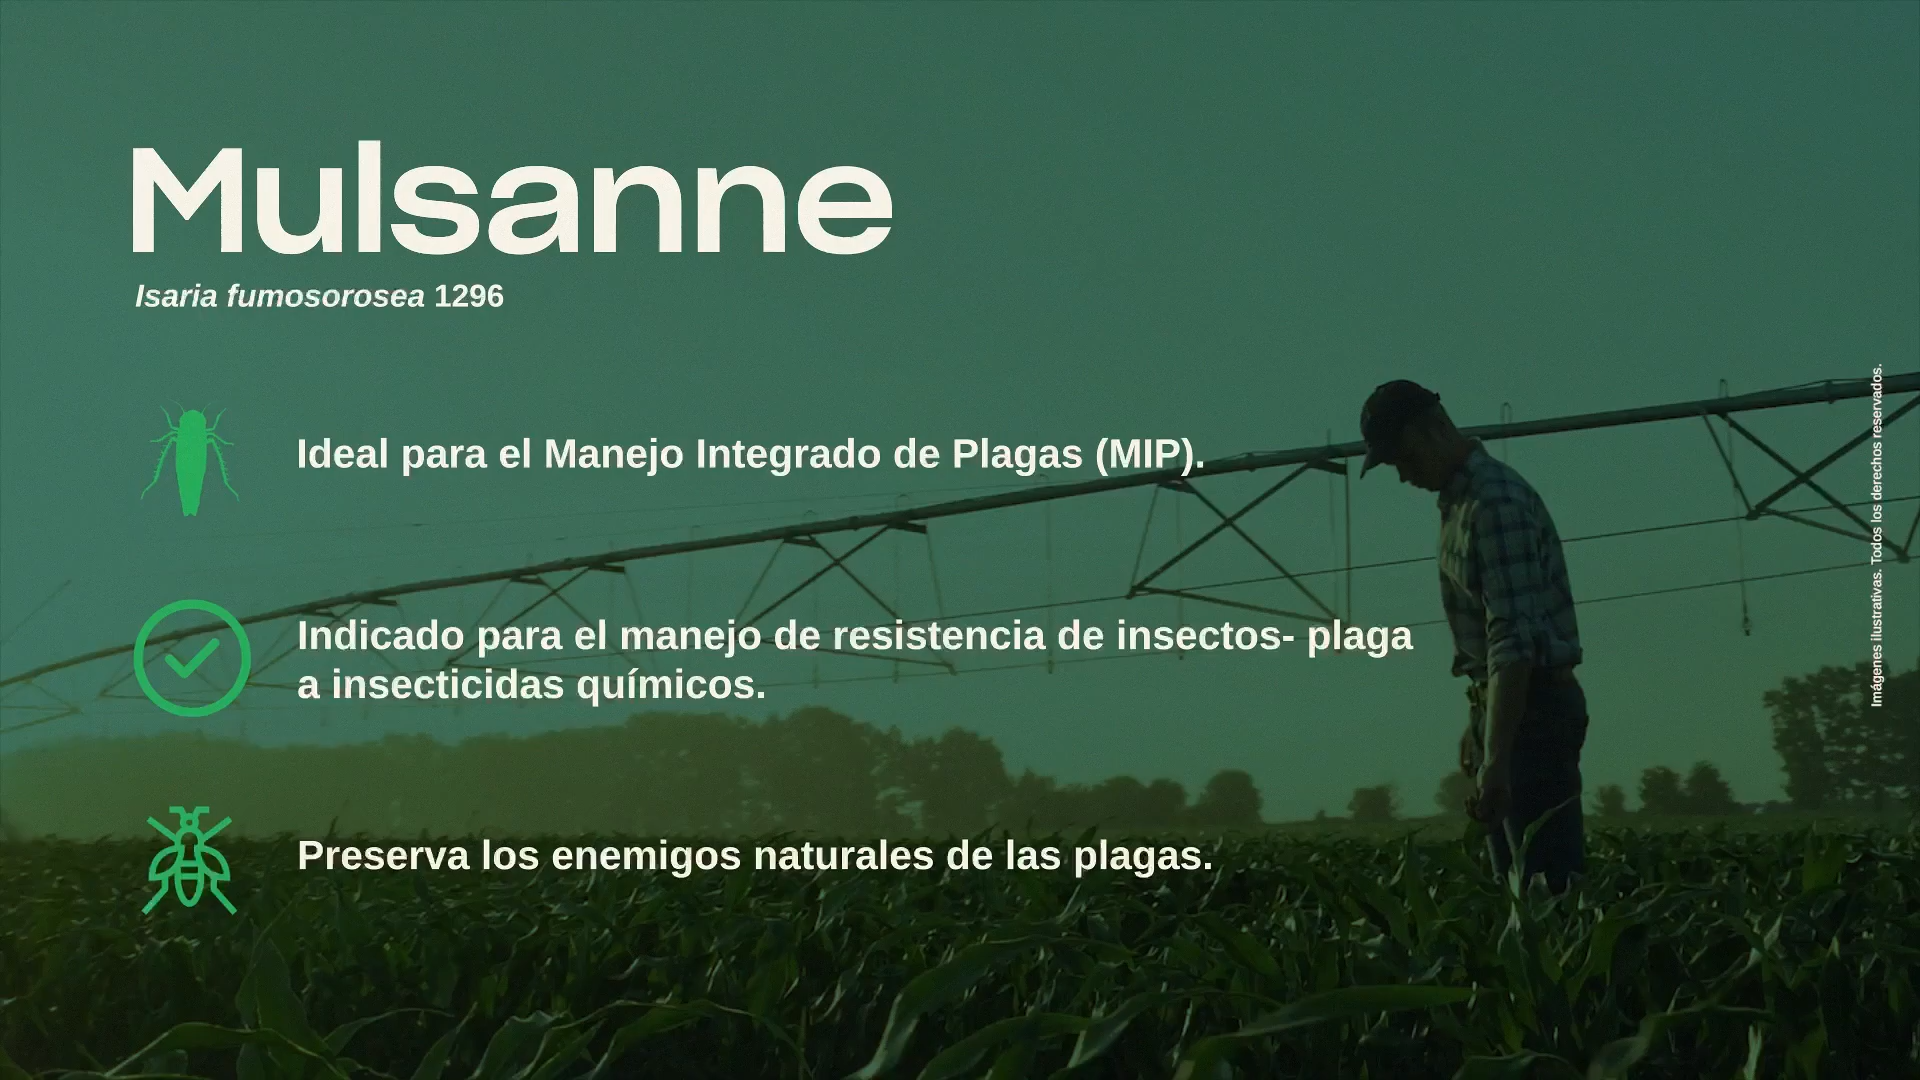 Mulsanne
Isaria fumosorosea 1296
Ideal para el Manejo Integrado de Plagas (MIP).
Indicado para el manejo de resistencia de insectos- plaga
a insecticidas químicos.
Preserva los enemigos naturales de las plagas.
Imágenes ilustrativas. Todos los derechos reservados.